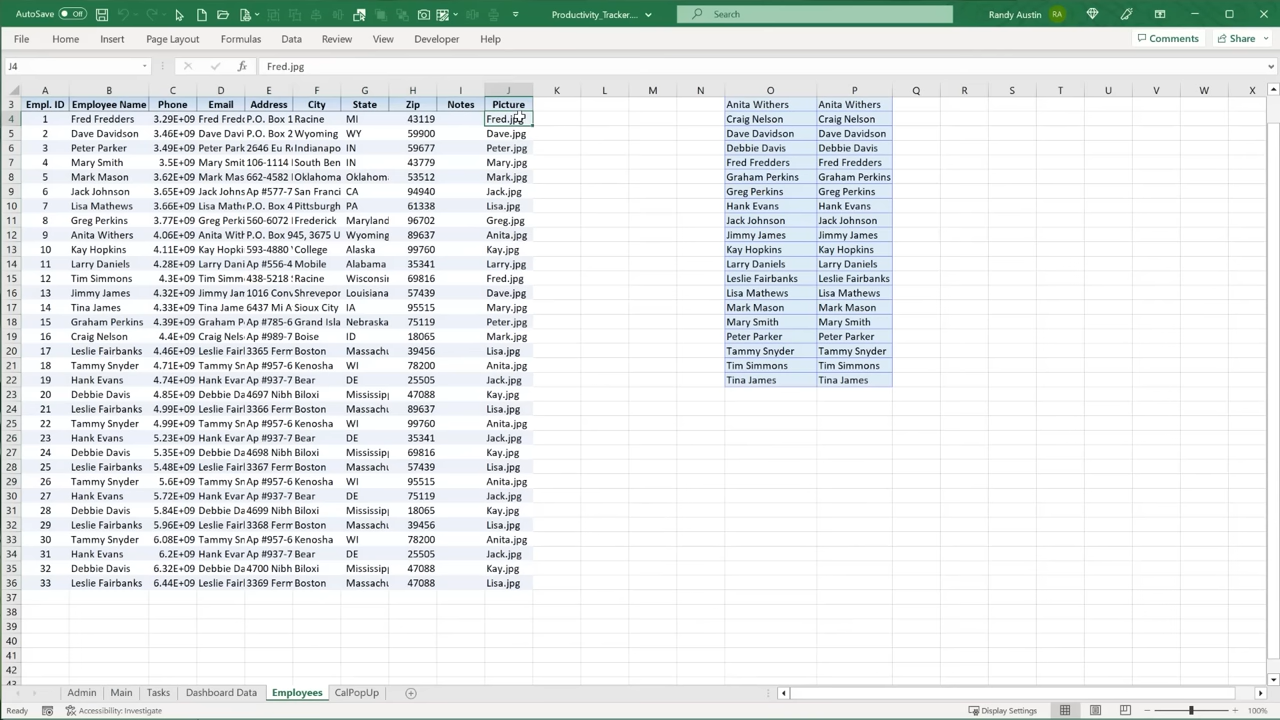 AutoSave Off Productivity_Tracker.... Search Randy Austin RA
File Home Insert Page Layout Formulas Data Review View Developer Help Comments Share
J4 fx Fred.jpg
A B C D E F G H I J K L M N O P Q R S T U V W X
3 Empl. ID Employee Name Phone Email Address City State Zip Notes Picture Anita Withers Anita Withers
4 1 Fred Fredders 3.29E+09 Fred Fredd P.O. Box 1 Racine MI 43119 Fred.jpg Craig Nelson Craig Nelson
5 2 Dave Davidson 3.46E+09 Dave Davi P.O. Box 2 Wyoming WY 59900 Dave.jpg Dave Davidson Dave Davidson
6 3 Peter Parker 3.49E+09 Peter Park 2646 Eu R Indianapo IN 59677 Peter.jpg Debbie Davis Debbie Davis
7 4 Mary Smith 3.5E+09 Mary Smit 106-1114 South Ben IN 43779 Mary.jpg Fred Fredders Fred Fredders
8 5 Mark Mason 3.62E+09 Mark Mas 662-4582 Oklahoma Oklahom 53512 Mark.jpg Graham Perkins Graham Perkins
9 6 Jack Johnson 3.65E+09 Jack Johns Ap #577-7 San Franci CA 94940 Jack.jpg Greg Perkins Greg Perkins
10 7 Lisa Mathews 3.66E+09 Lisa Math P.O. Box 4 Pittsburgh PA 61338 Lisa.jpg Hank Evans Hank Evans
11 8 Greg Perkins 3.77E+09 Greg Perki 560-6072 Frederick Maryland 96702 Greg.jpg Jack Johnson Jack Johnson
12 9 Anita Withers 4.06E+09 Anita With P.O. Box 945, 3675 U Wyoming 89637 Anita.jpg Jimmy James Jimmy James
13 10 Kay Hopkins 4.11E+09 Kay Hopki 593-4880 College Alaska 99760 Kay.jpg Kay Hopkins Kay Hopkins
14 11 Larry Daniels 4.28E+09 Larry Dani Ap #556-4 Mobile Alabama 35341 Larry.jpg Larry Daniels Larry Daniels
15 12 Tim Simmons 4.3E+09 Tim Simm 438-5218 Racine Wisconsin 69816 Fred.jpg Leslie Fairbanks Leslie Fairbanks
16 13 Jimmy James 4.32E+09 Jimmy Jan 1016 Conv Shrevepor Louisiana 57439 Dave.jpg Lisa Mathews Lisa Mathews
17 14 Tina James 4.33E+09 Tina Jame 6437 Mi A Sioux City IA 95515 Mary.jpg Mark Mason Mark Mason
18 15 Graham Perkins 4.39E+09 Graham P Ap #785-6 Grand Isla Nebraska 75119 Peter.jpg Mary Smith Mary Smith
19 16 Craig Nelson 4.4E+09 Craig Nels Ap #989-7 Boise ID 18065 Mark.jpg Peter Parker Peter Parker
20 17 Leslie Fairbanks 4.46E+09 Leslie Fairl 3365 Ferm Boston Massachu 39456 Lisa.jpg Tammy Snyder Tammy Snyder
21 18 Tammy Snyder 4.71E+09 Tammy Sn Ap #957-6 Kenosha WI 78200 Anita.jpg Tim Simmons Tim Simmons
22 19 Hank Evans 4.74E+09 Hank Evar Ap #937-7 Bear DE 25505 Jack.jpg Tina James Tina James
23 20 Debbie Davis 4.85E+09 Debbie Da 4697 Nibh Biloxi Mississipp 47088 Kay.jpg
24 21 Leslie Fairbanks 4.91E+09 Leslie Fairl 3366 Ferm Boston Massachu 89637 Lisa.jpg
25 22 Tammy Snyder 4.99E+09 Tammy Sn Ap #957-6 Kenosha WI 99760 Anita.jpg
26 23 Hank Evans 5.23E+09 Hank Evar Ap #937-7 Bear DE 35341 Jack.jpg
27 24 Debbie Davis 5.35E+09 Debbie Da 4698 Nibh Biloxi Mississipp 69816 Kay.jpg
28 25 Leslie Fairbanks 5.48E+09 Leslie Fairl 3367 Ferm Boston Massachu 57439 Lisa.jpg
29 26 Tammy Snyder 5.6E+09 Tammy Sn Ap #957-6 Kenosha WI 95515 Anita.jpg
30 27 Hank Evans 5.72E+09 Hank Evar Ap #937-7 Bear DE 75119 Jack.jpg
31 28 Debbie Davis 5.84E+09 Debbie Da 4699 Nibh Biloxi Mississipp 18065 Kay.jpg
32 29 Leslie Fairbanks 5.96E+09 Leslie Fairl 3368 Ferm Boston Massachu 39456 Lisa.jpg
33 30 Tammy Snyder 6.08E+09 Tammy Sn Ap #957-6 Kenosha WI 78200 Anita.jpg
34 31 Hank Evans 6.2E+09 Hank Evar Ap #937-7 Bear DE 25505 Jack.jpg
35 32 Debbie Davis 6.32E+09 Debbie Da 4700 Nibh Biloxi Mississipp 47088 Kay.jpg
36 33 Leslie Fairbanks 6.44E+09 Leslie Fairl 3369 Ferm Boston Massachu 47088 Lisa.jpg
37
38
39
40
41
42
Admin Main Tasks Dashboard Data Employees CalPopUp
Ready Accessibility: Investigate Display Settings 100%